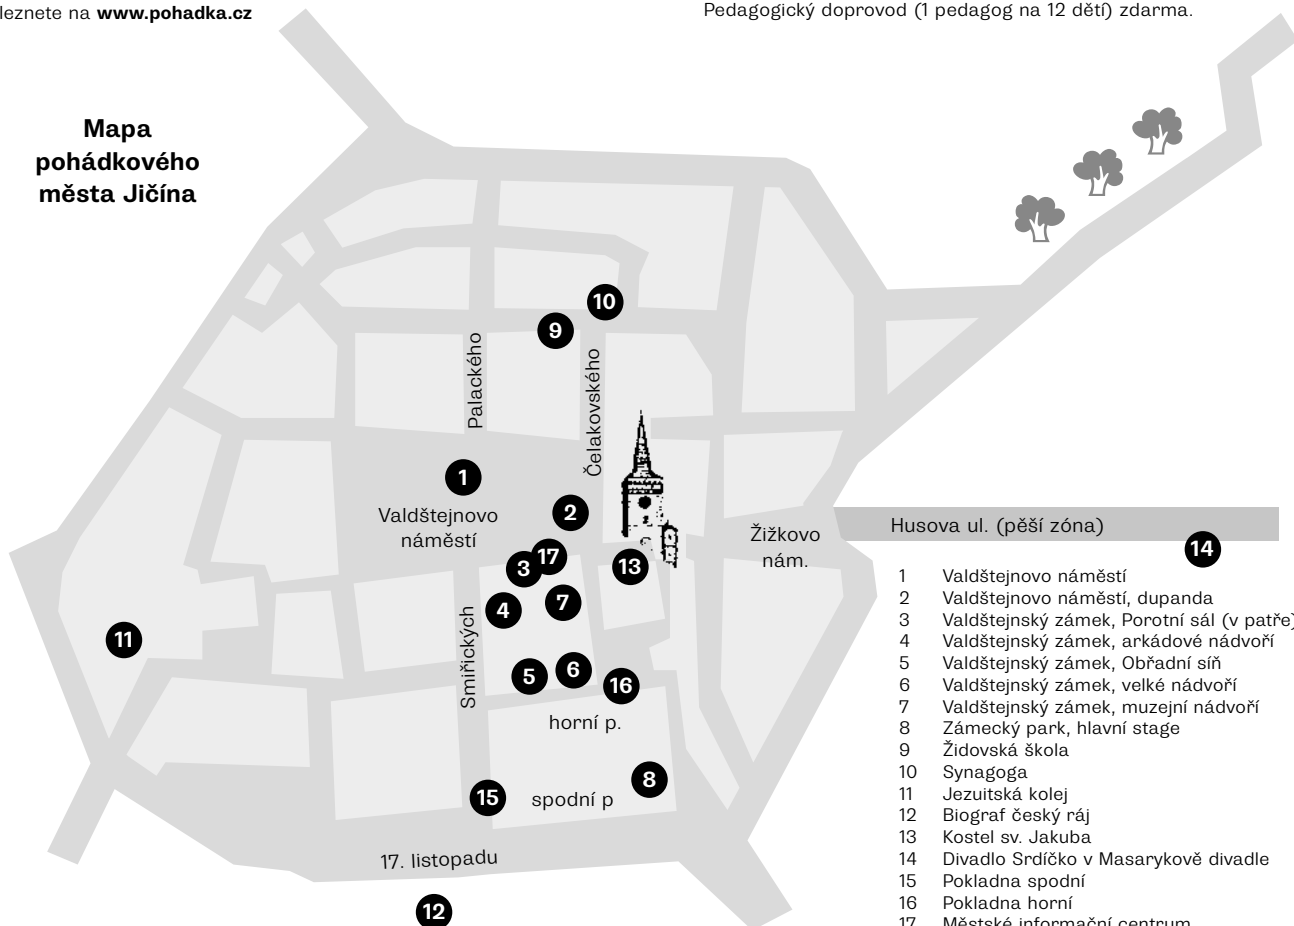 leznete na www.pohadka.cz
Pedagogický doprovod (1 pedagog na 12 dětí) zdarma.
Mapa
pohádkového
města Jičína
10
9
Palackého
Čelakovského
1
Valdštejnovo
náměstí
2
Žižkovo
nám.
Husova ul. (pěší zóna)
14
17
3
13
4
7
Smiřických
11
5
6
16
horní p.
8
15
spodní p
17. listopadu
12
1 Valdštejnovo náměstí
2 Valdštejnovo náměstí, dupanda
3 Valdštejnský zámek, Porotní sál (v patře)
4 Valdštejnský zámek, arkádové nádvoří
5 Valdštejnský zámek, Obřadní síň
6 Valdštejnský zámek, velké nádvoří
7 Valdštejnský zámek, muzejní nádvoří
8 Zámecký park, hlavní stage
9 Židovská škola
10 Synagoga
11 Jezuitská kolej
12 Biograf český ráj
13 Kostel sv. Jakuba
14 Divadlo Srdíčko v Masarykově divadle
15 Pokladna spodní
16 Pokladna horní
17 Městské informační centrum